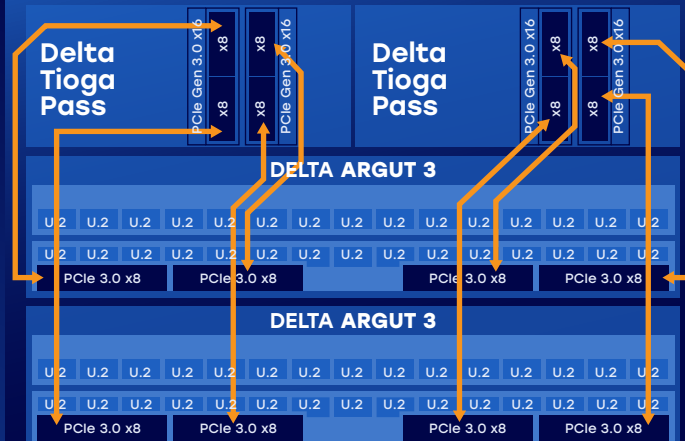 Delta
Tioga
Pass
PCIe Gen 3.0 x16
x8
x8
x8
x8
PCIe Gen 3.0 x16
Delta
Tioga
Pass
PCIe Gen 3.0 x16
x8
x8
x8
x8
PCIe Gen 3.0 x16
DELTA ARGUT 3
U.2 U.2 U.2 U.2 U.2 U.2 U.2 U.2 U.2 U.2 U.2 U.2 U.2 U.2 U.2
U.2 U.2 U.2 U.2 U.2 U.2 U.2 U.2 U.2 U.2 U.2 U.2 U.2 U.2 U.2
PCIe 3.0 x8 PCIe 3.0 x8 PCIe 3.0 x8 PCIe 3.0 x8
DELTA ARGUT 3
U.2 U.2 U.2 U.2 U.2 U.2 U.2 U.2 U.2 U.2 U.2 U.2 U.2 U.2 U.2
U.2 U.2 U.2 U.2 U.2 U.2 U.2 U.2 U.2 U.2 U.2 U.2 U.2 U.2 U.2
PCIe 3.0 x8 PCIe 3.0 x8 PCIe 3.0 x8 PCIe 3.0 x8